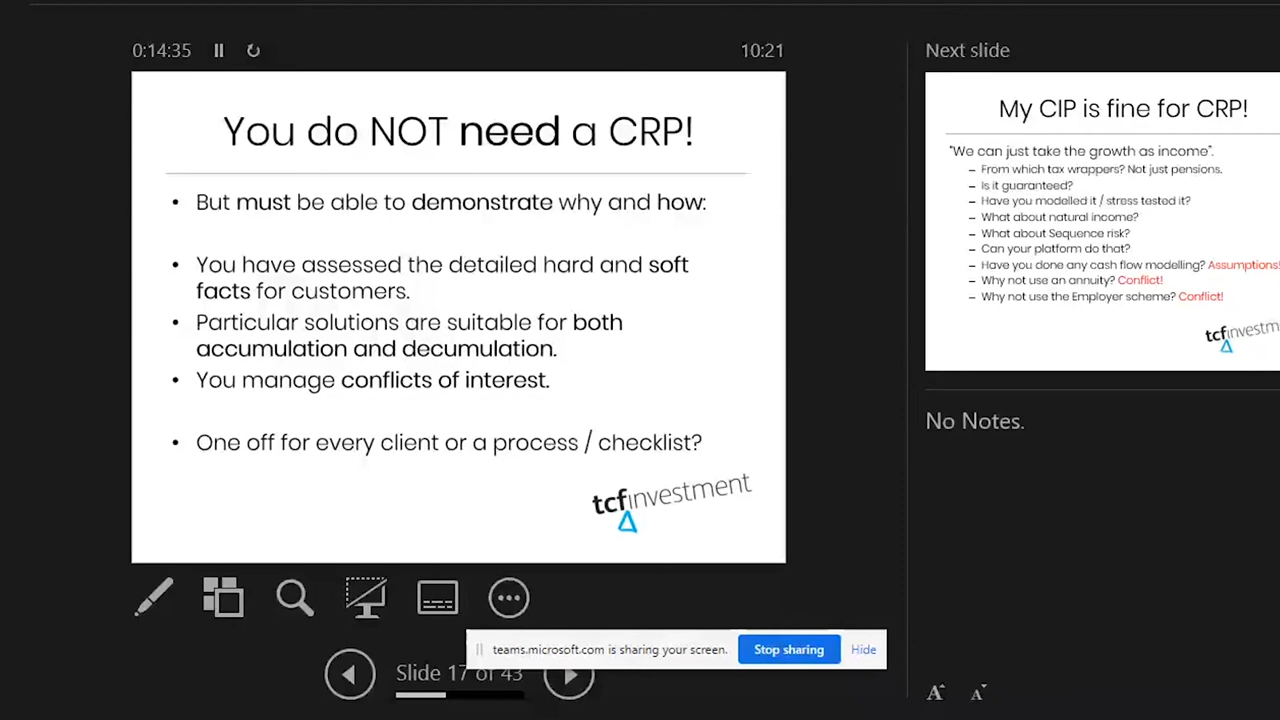 0:14:35
10:21
Next slide
You do NOT need a CRP!
• But must be able to demonstrate why and how:
• You have assessed the detailed hard and soft
facts for customers.
• Particular solutions are suitable for both
accumulation and decumulation.
• You manage conflicts of interest.
• One off for every client or a process / checklist?
tcfinvestment
My CIP is fine for CRP!
"We can just take the growth as income".
– From which tax wrappers? Not just pensions.
– Is it guaranteed?
– Have you modelled it / stress tested it?
– What about natural income?
– What about Sequence risk?
– Can your platform do that?
– Have you done any cash flow modelling? Assumptions!
– Why not use an annuity? Conflict!
– Why not use the Employer scheme? Conflict!
tcfinvestm
No Notes.
teams.microsoft.com is sharing your screen.
Stop sharing
Hide
Slide 17 of 43
A A